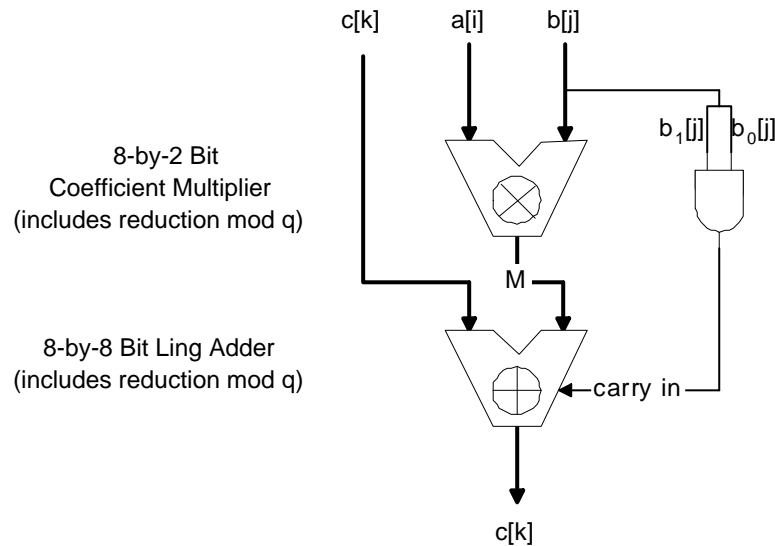 c[k] a[i] b[j]
b₁[j] b₀[j]
8-by-2 Bit
Coefficient Multiplier
(includes reduction mod q)
M
8-by-8 Bit Ling Adder
(includes reduction mod q)
carry in
c[k]